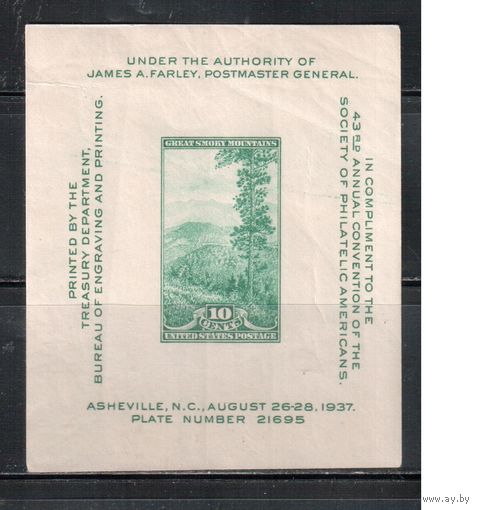 UNDER THE AUTHORITY OF
JAMES A. FARLEY, POSTMASTER GENERAL.
PRINTED BY THE
TREASURY DEPARTMENT,
BUREAU OF ENGRAVING AND PRINTING.
GREAT SMOKY MOUNTAINS
10
CENTS
UNITED STATES POSTAGE
IN COMPLIMENT TO THE
43RD ANNUAL CONVENTION OF THE
SOCIETY OF PHILATELIC AMERICANS.
ASHEVILLE, N.C., AUGUST 26-28, 1937.
PLATE NUMBER 21695
www.ay.by